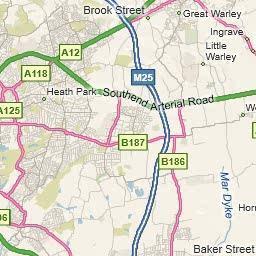 Brook Street
Great Warley
Ingrave
A12
Little
Warley
A118
M25
Heath Park
Southend Arterial Road
A125
B187
B186
Mar Dyke
Baker Street